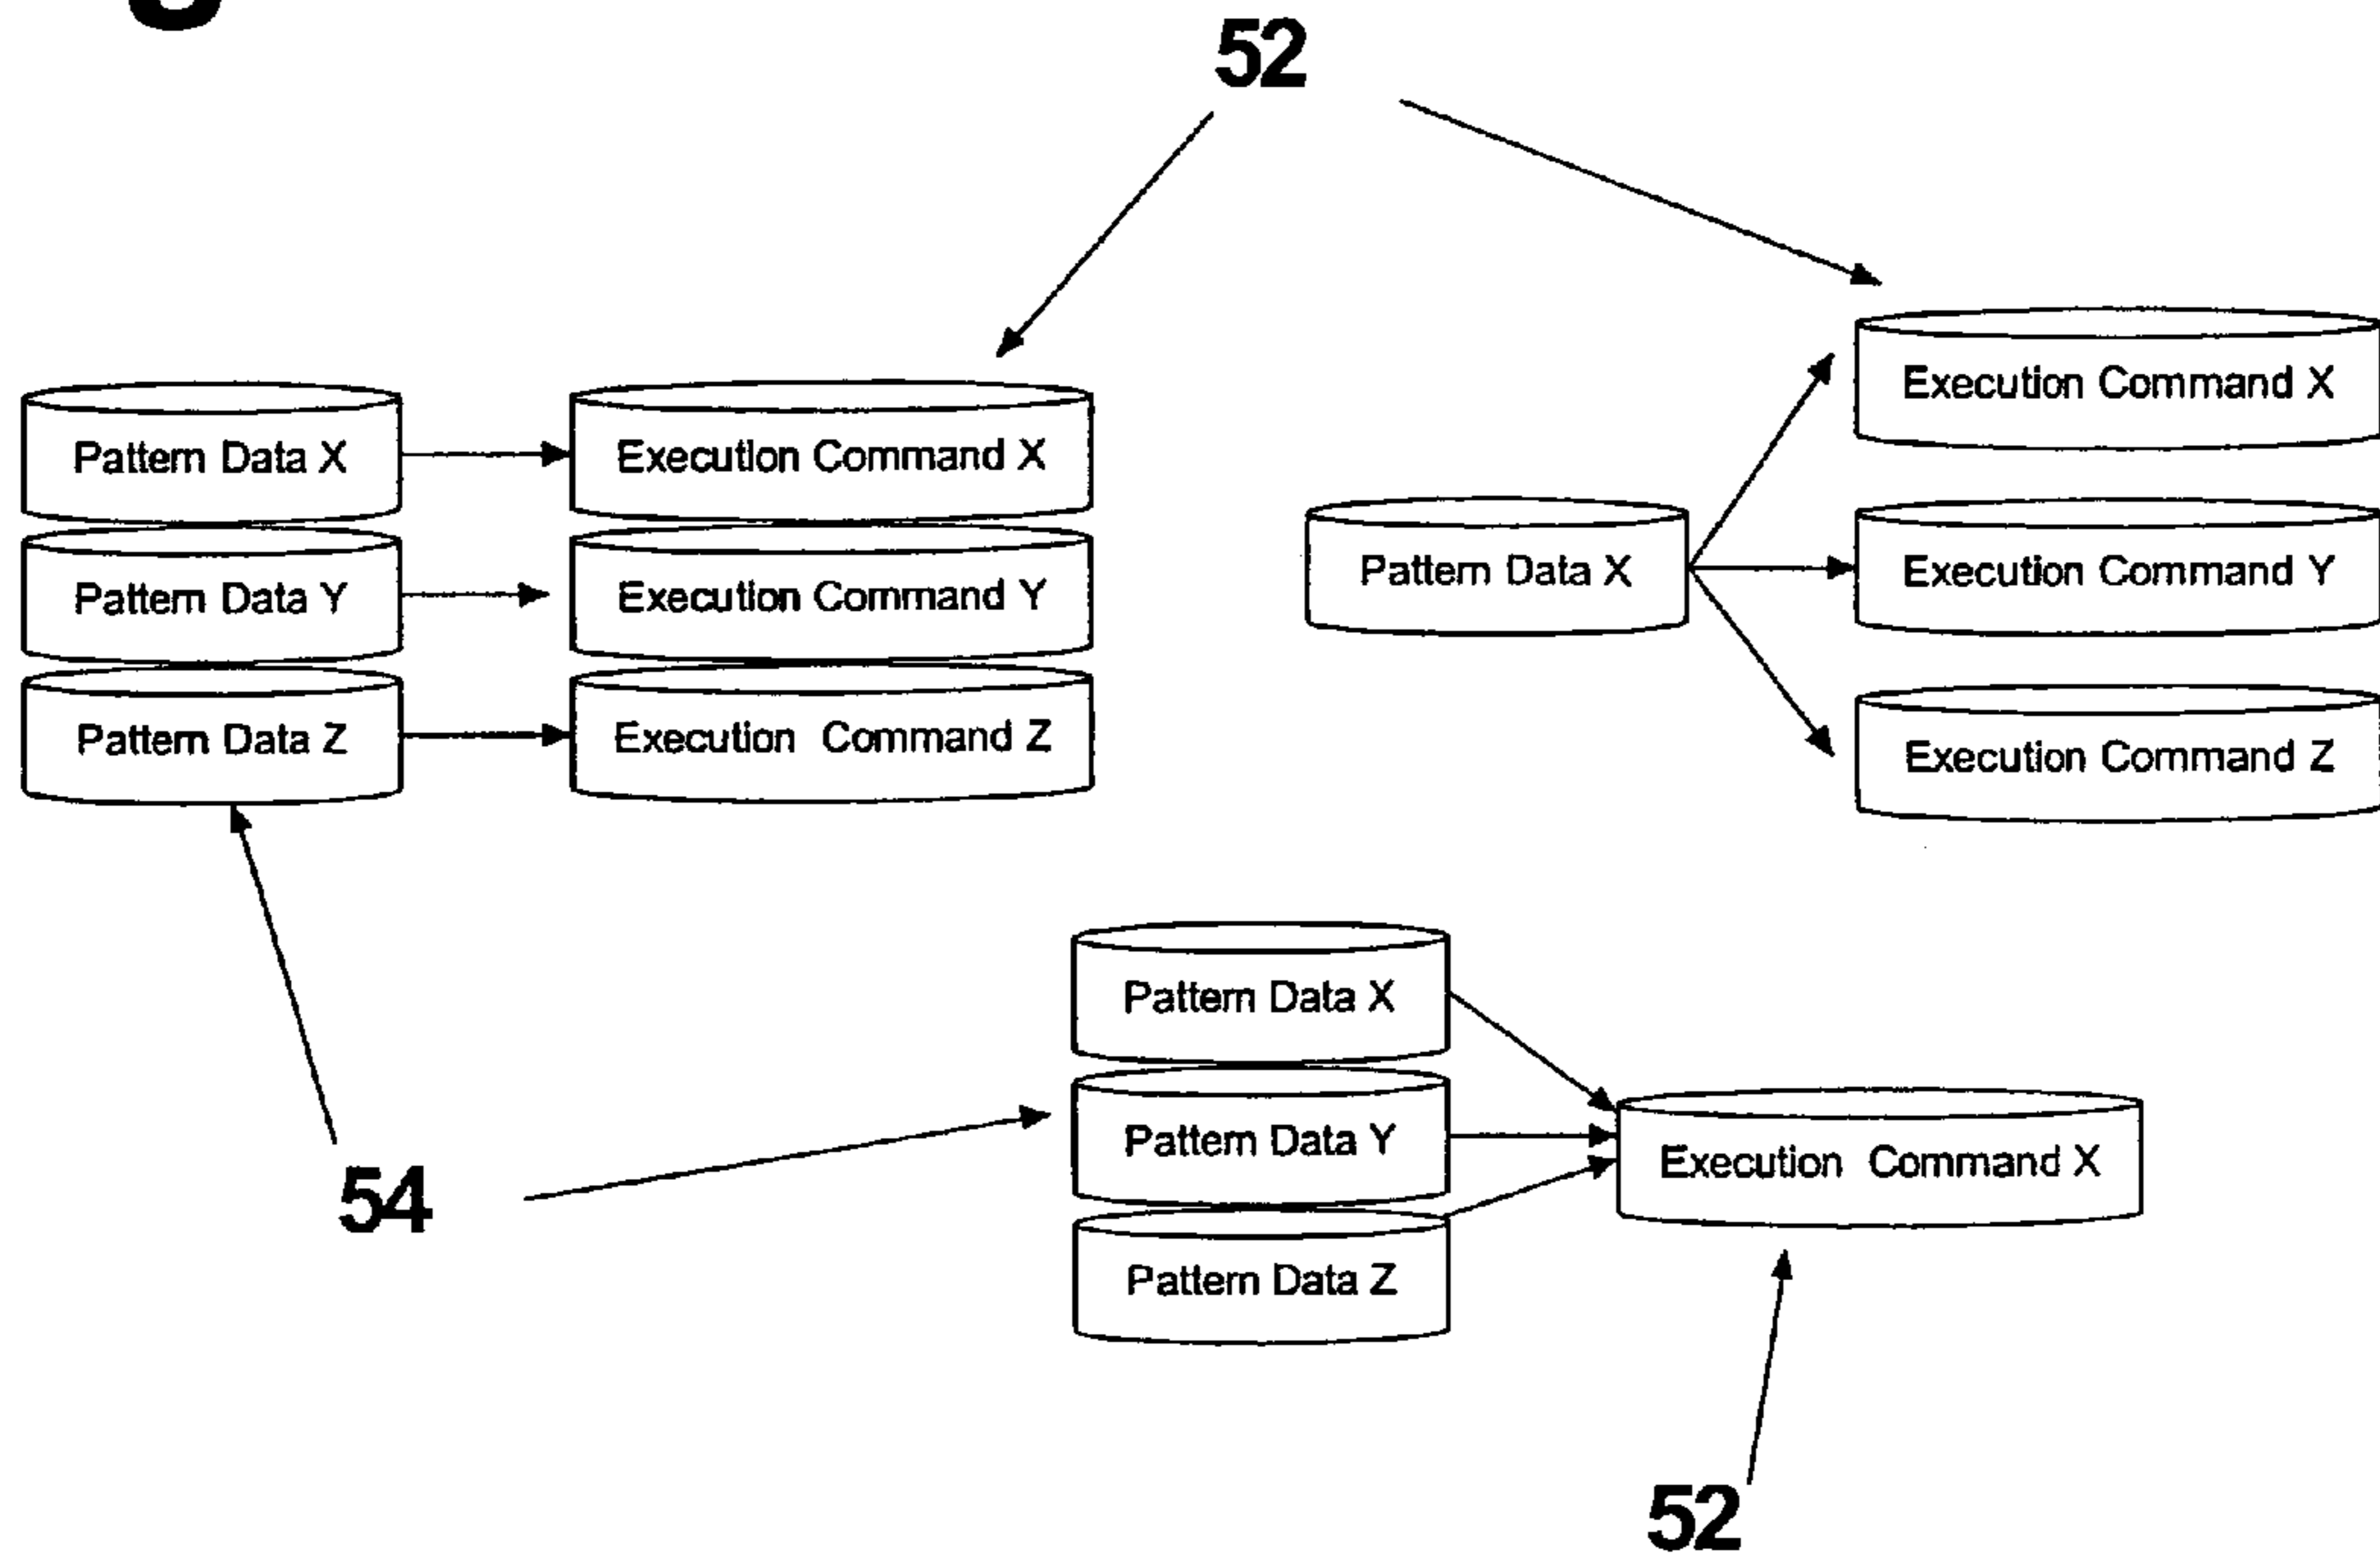 52
Pattern Data X
Execution Command X
Pattern Data Y
Execution Command Y
Pattern Data Z
Execution Command Z
Execution Command X
Pattern Data X
Execution Command Y
Execution Command Z
Pattern Data X
Pattern Data Y
Execution Command X
Pattern Data Z
54
52